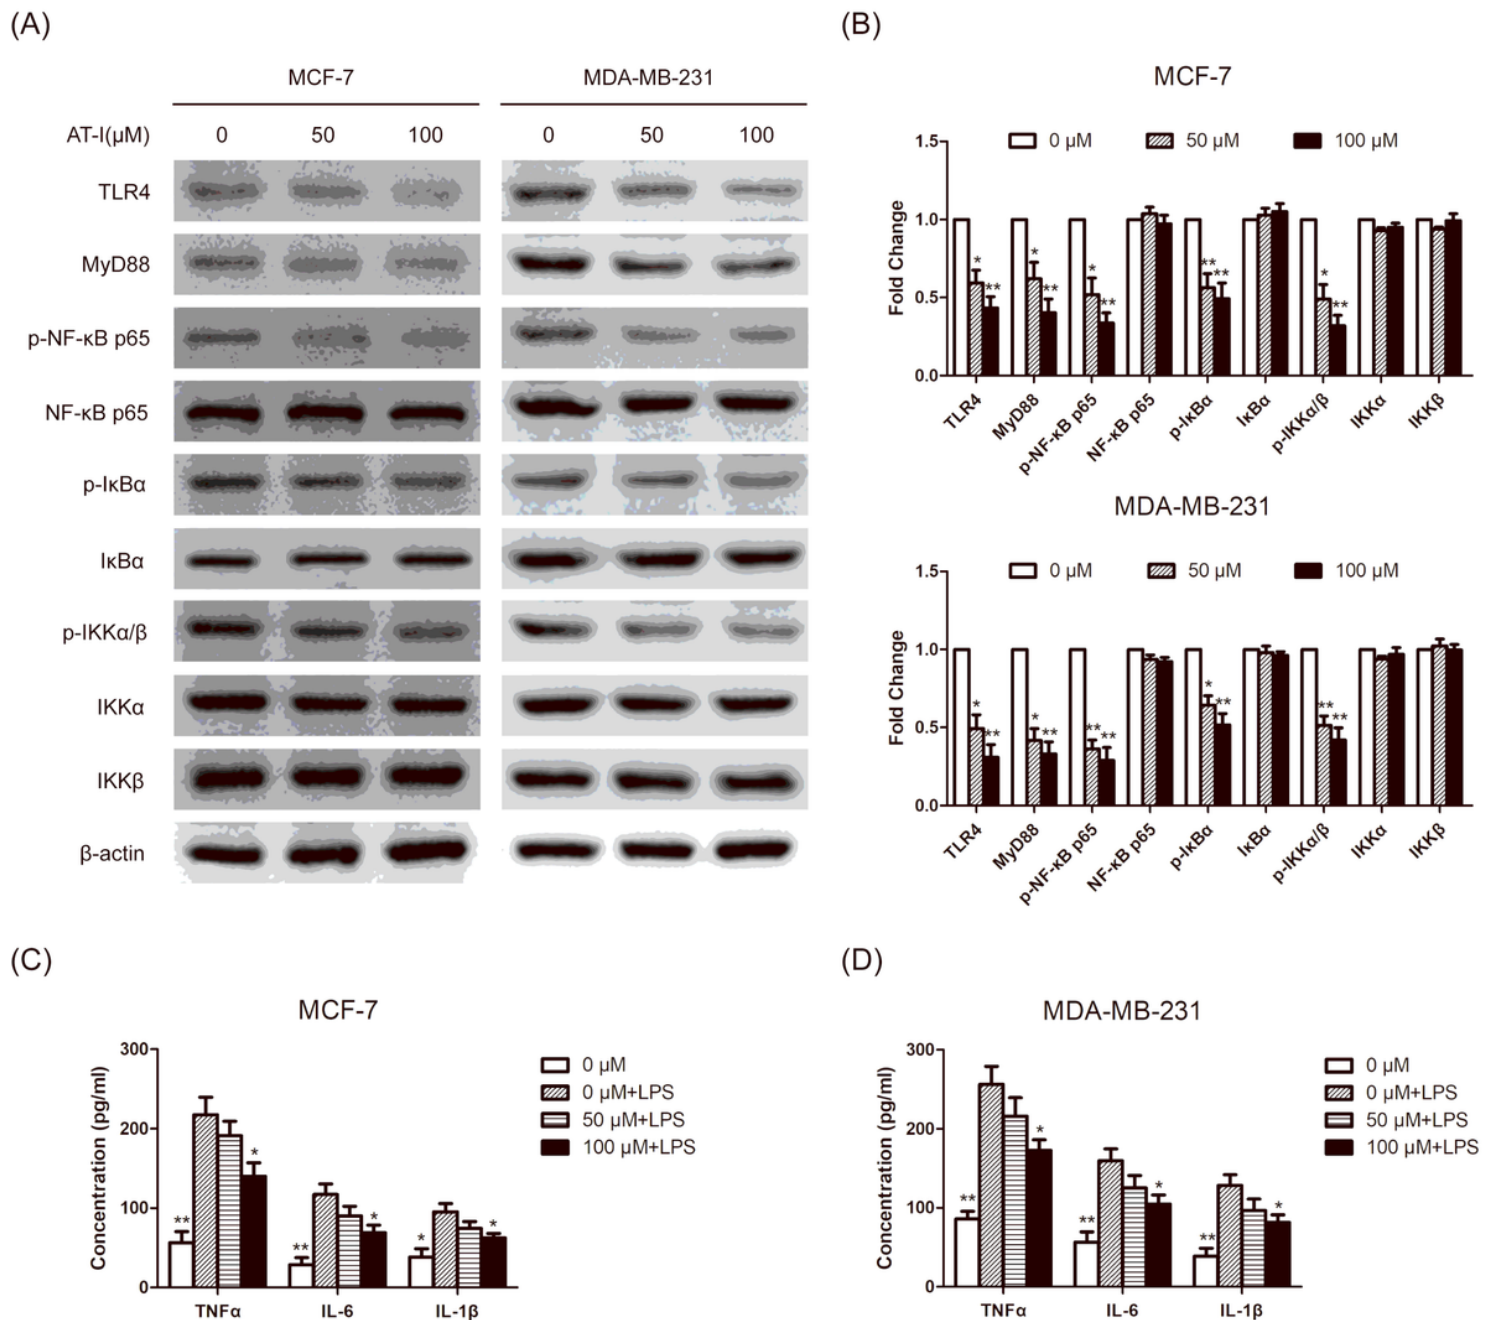 (A)
MCF-7 MDA-MB-231
AT-I(μM) 0 50 100 0 50 100
TLR4
MyD88
p-NF-κB p65
NF-κB p65
p-IκBα
IκBα
p-IKKα/β
IKKα
IKKβ
β-actin
(B)
MCF-7
0 μM 50 μM 100 μM
Fold Change
1.5
1.0
0.5
0.0
* ** * ** * ** ** ** * **
TLR4 MyD88 p-NF-κB p65 NF-κB p65 p-IκBα IκBα p-IKKα/β IKKα IKKβ
MDA-MB-231
0 μM 50 μM 100 μM
Fold Change
1.5
1.0
0.5
0.0
* ** * ** ** ** * ** ** **
TLR4 MyD88 p-NF-κB p65 NF-κB p65 p-IκBα IκBα p-IKKα/β IKKα IKKβ
(C)
MCF-7
Concentration (pg/ml)
300
200
100
0
** * ** * * *
TNFα IL-6 IL-1β
0 μM
0 μM+LPS
50 μM+LPS
100 μM+LPS
(D)
MDA-MB-231
Concentration (pg/ml)
300
200
100
0
** * ** * ** *
TNFα IL-6 IL-1β
0 μM
0 μM+LPS
50 μM+LPS
100 μM+LPS